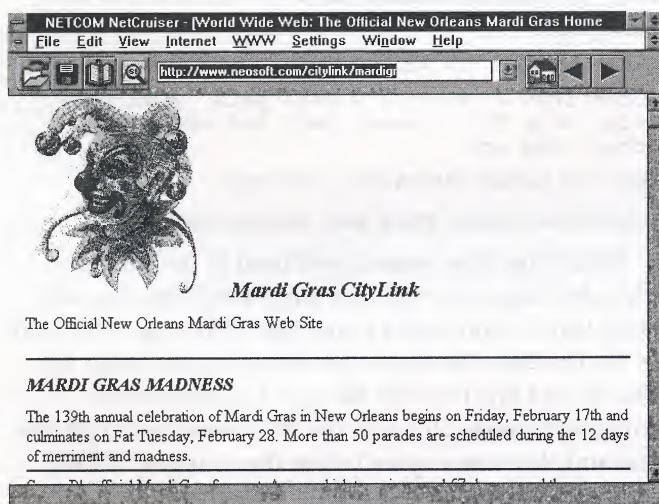 NETCOM NetCruiser - [World Wide Web: The Official New Orleans Mardi Gras Home
File Edit View Internet WWW Settings Window Help
http://www.neosoft.com/citylink/mardigr
Mardi Gras CityLink
The Official New Orleans Mardi Gras Web Site
MARDI GRAS MADNESS
The 139th annual celebration of Mardi Gras in New Orleans begins on Friday, February 17th and
culminates on Fat Tuesday, February 28. More than 50 parades are scheduled during the 12 days
of merriment and madness.